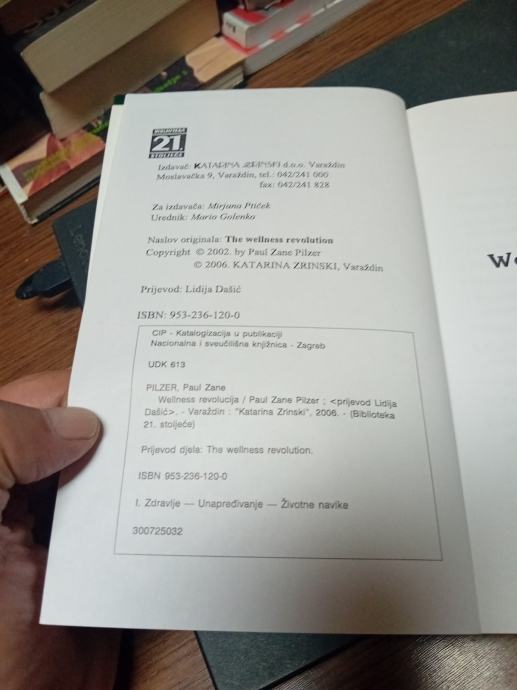 BIBLIOTEKA
21.
STOLJEĆA
Izdavač: KATARINA ZRINSKI d.o.o. Varaždin
Moslavačka 9, Varaždin, tel.: 042/241 000
fax: 042/241 828
Za izdavača: Mirjana Ptiček
Urednik: Mario Golenko
Naslov originala: The wellness revolution
Copyright © 2002. by Paul Zane Pilzer
© 2006. KATARINA ZRINSKI, Varaždin
Prijevod: Lidija Dašić
ISBN: 953-236-120-0
CIP - Katalogizacija u publikaciji
Nacionalna i sveučilišna knjižnica - Zagreb
UDK 613
PILZER, Paul Zane
Wellness revolucija / Paul Zane Pilzer ; <prijevod Lidija
Dašić>. - Varaždin : "Katarina Zrinski", 2006. - (Biblioteka
21. stoljeće)
Prijevod djela: The wellness revolution.
ISBN 953-236-120-0
I. Zdravlje — Unapređivanje — Životne navike
300725032